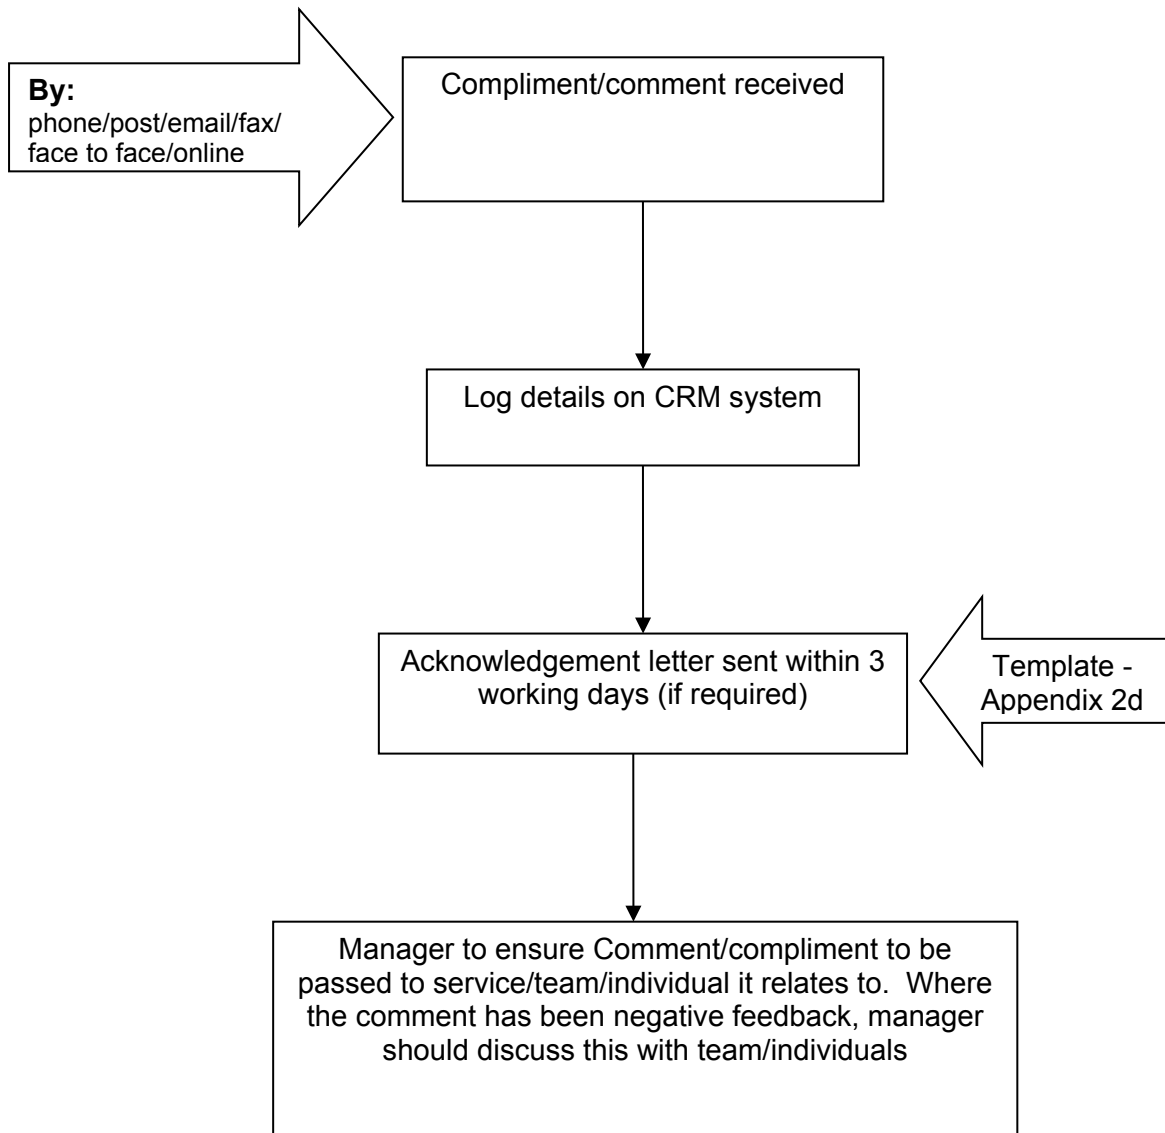 By:
phone/post/email/fax/
face to face/online
Compliment/comment received
Log details on CRM system
Acknowledgement letter sent within 3
working days (if required)
Template -
Appendix 2d
Manager to ensure Comment/compliment to be
passed to service/team/individual it relates to.  Where
the comment has been negative feedback, manager
should discuss this with team/individuals